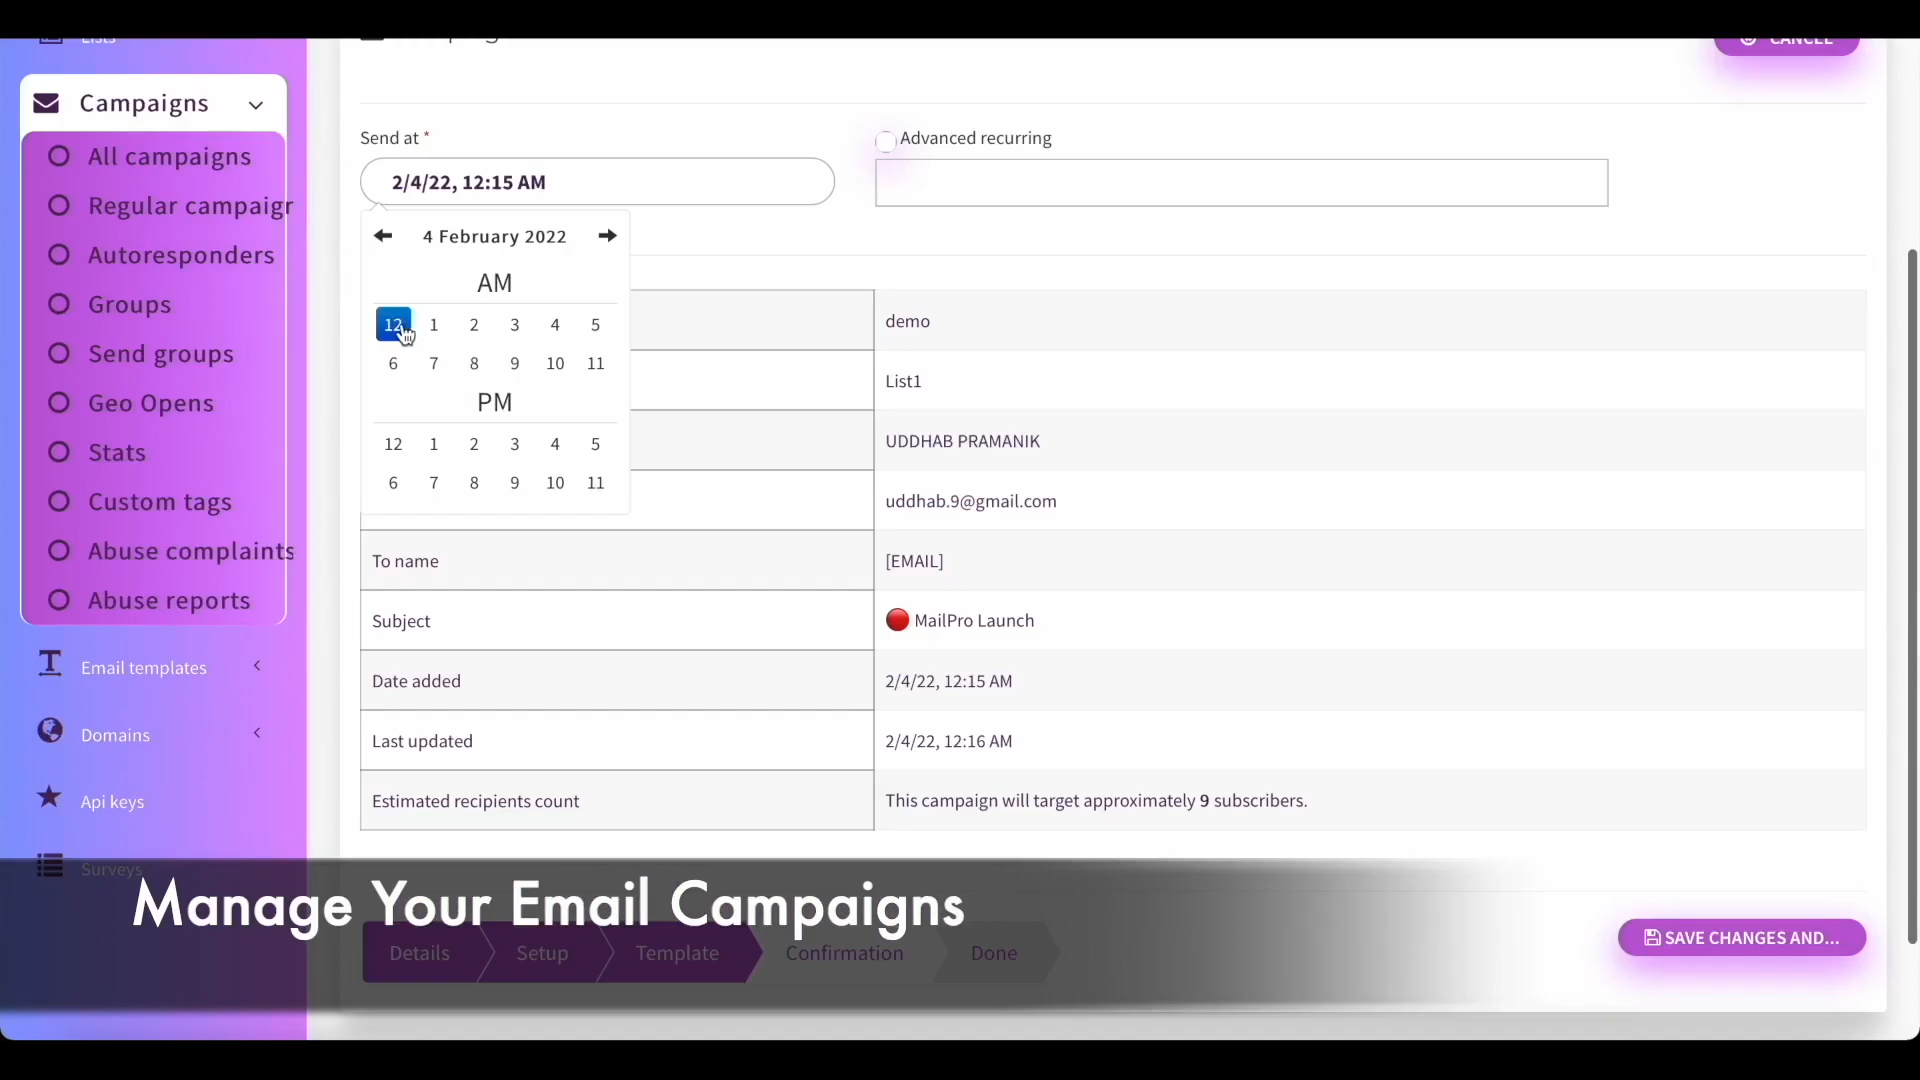 Lists
CANCEL
Campaigns
Send at *
Advanced recurring
All campaigns
2/4/22, 12:15 AM
Regular campaign
4 February 2022
Autoresponders
AM
Groups
12 1 2 3 4 5
demo
Send groups
6 7 8 9 10 11
List1
Geo Opens
PM
12 1 2 3 4 5
UDDHAB PRAMANIK
Stats
6 7 8 9 10 11
Custom tags
uddhab.9@gmail.com
Abuse complaints
To name
[EMAIL]
Abuse reports
Subject
MailPro Launch
Email templates
Date added
2/4/22, 12:15 AM
Domains
Last updated
2/4/22, 12:16 AM
Api keys
Estimated recipients count
This campaign will target approximately 9 subscribers.
Surveys
Manage Your Email Campaigns
Details
Setup
Template
Confirmation
Done
SAVE CHANGES AND...